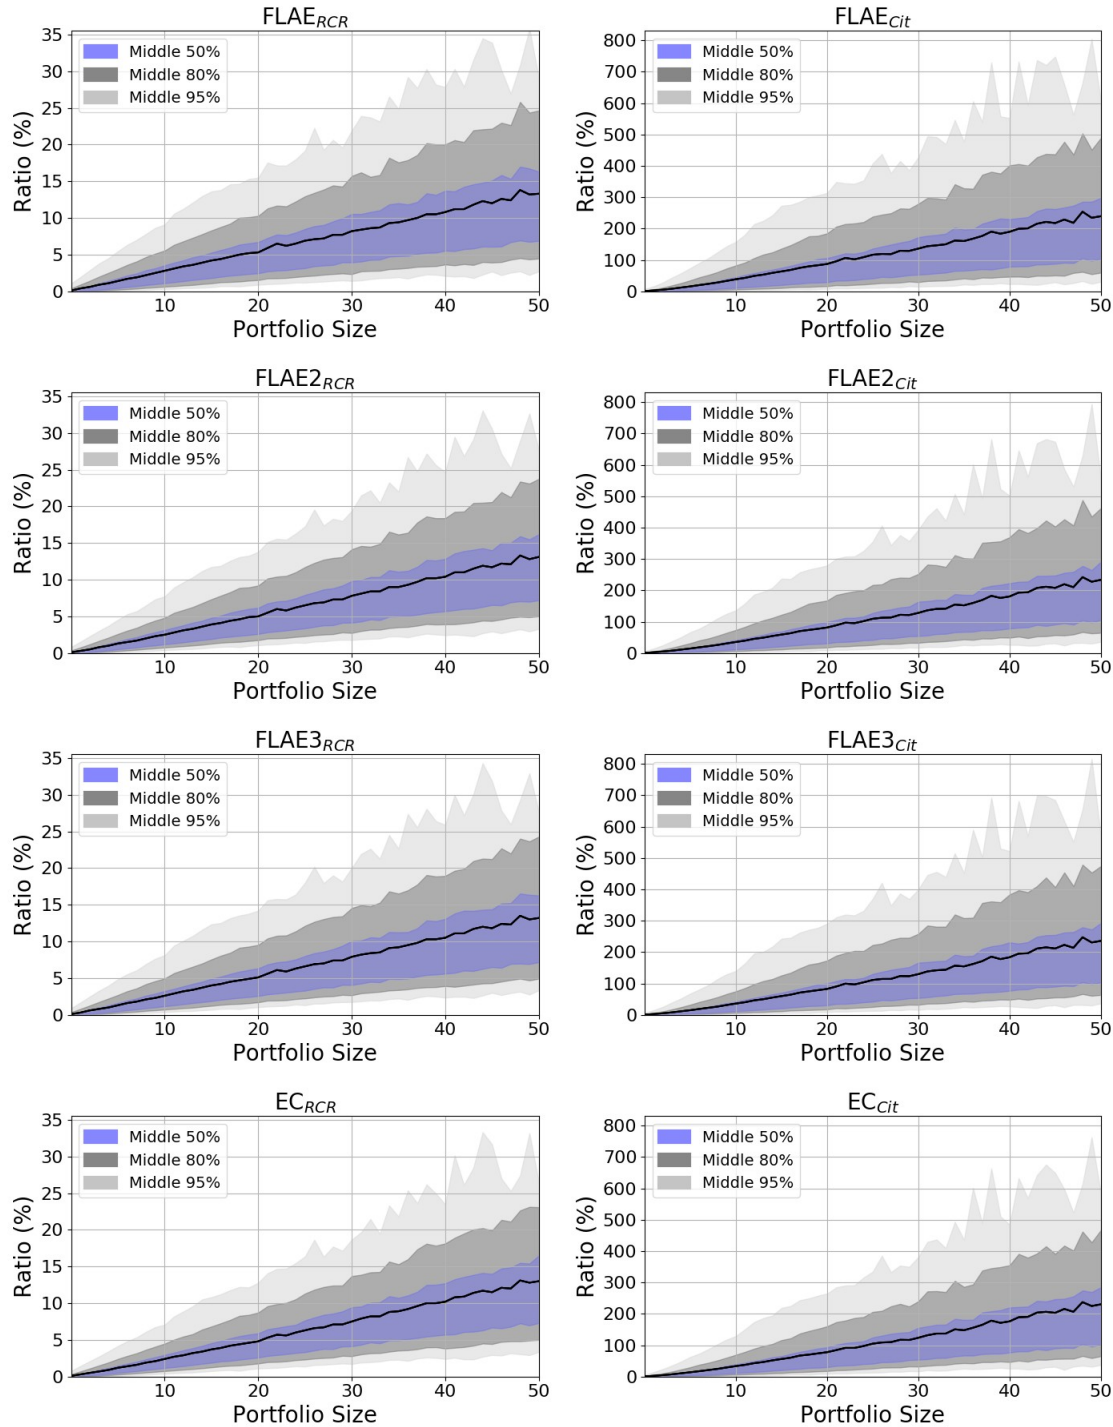 FLAE_RCR
Ratio (%)
35
30
25
20
15
10
5
0
Middle 50%
Middle 80%
Middle 95%
10 20 30 40 50
Portfolio Size
FLAE_Cit
Ratio (%)
800
700
600
500
400
300
200
100
0
Middle 50%
Middle 80%
Middle 95%
10 20 30 40 50
Portfolio Size
FLAE2_RCR
Ratio (%)
35
30
25
20
15
10
5
0
Middle 50%
Middle 80%
Middle 95%
10 20 30 40 50
Portfolio Size
FLAE2_Cit
Ratio (%)
800
700
600
500
400
300
200
100
0
Middle 50%
Middle 80%
Middle 95%
10 20 30 40 50
Portfolio Size
FLAE3_RCR
Ratio (%)
35
30
25
20
15
10
5
0
Middle 50%
Middle 80%
Middle 95%
10 20 30 40 50
Portfolio Size
FLAE3_Cit
Ratio (%)
800
700
600
500
400
300
200
100
0
Middle 50%
Middle 80%
Middle 95%
10 20 30 40 50
Portfolio Size
EC_RCR
Ratio (%)
35
30
25
20
15
10
5
0
Middle 50%
Middle 80%
Middle 95%
10 20 30 40 50
Portfolio Size
EC_Cit
Ratio (%)
800
700
600
500
400
300
200
100
0
Middle 50%
Middle 80%
Middle 95%
10 20 30 40 50
Portfolio Size